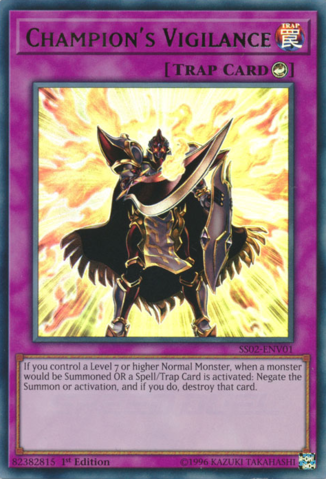 CHAMPION'S VIGILANCE
TRAP
罠
[TRAP CARD]
SS02-ENV01
If you control a Level 7 or higher Normal Monster, when a monster
would be Summoned OR a Spell/Trap Card is activated: Negate the
Summon or activation, and if you do, destroy that card.
82382815 1st Edition ©1996 KAZUKI TAKAHASHI